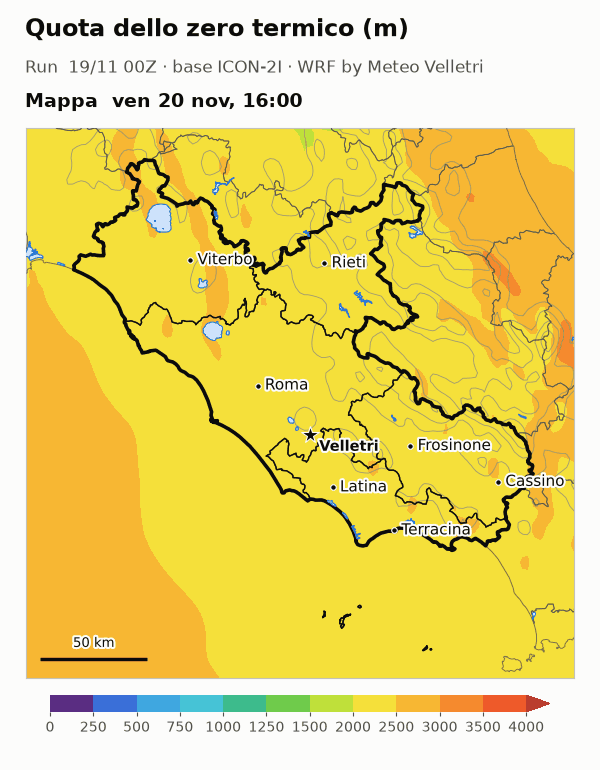 Quota dello zero termico (m)
Run 19/11 00Z · base ICON-2I · WRF by Meteo Velletri
Mappa ven 20 nov, 16:00
Viterbo
Rieti
Roma
Velletri
Frosinone
Cassino
Latina
Terracina
50 km
0 250 500 750 1000 1250 1500 2000 2500 3000 3500 4000